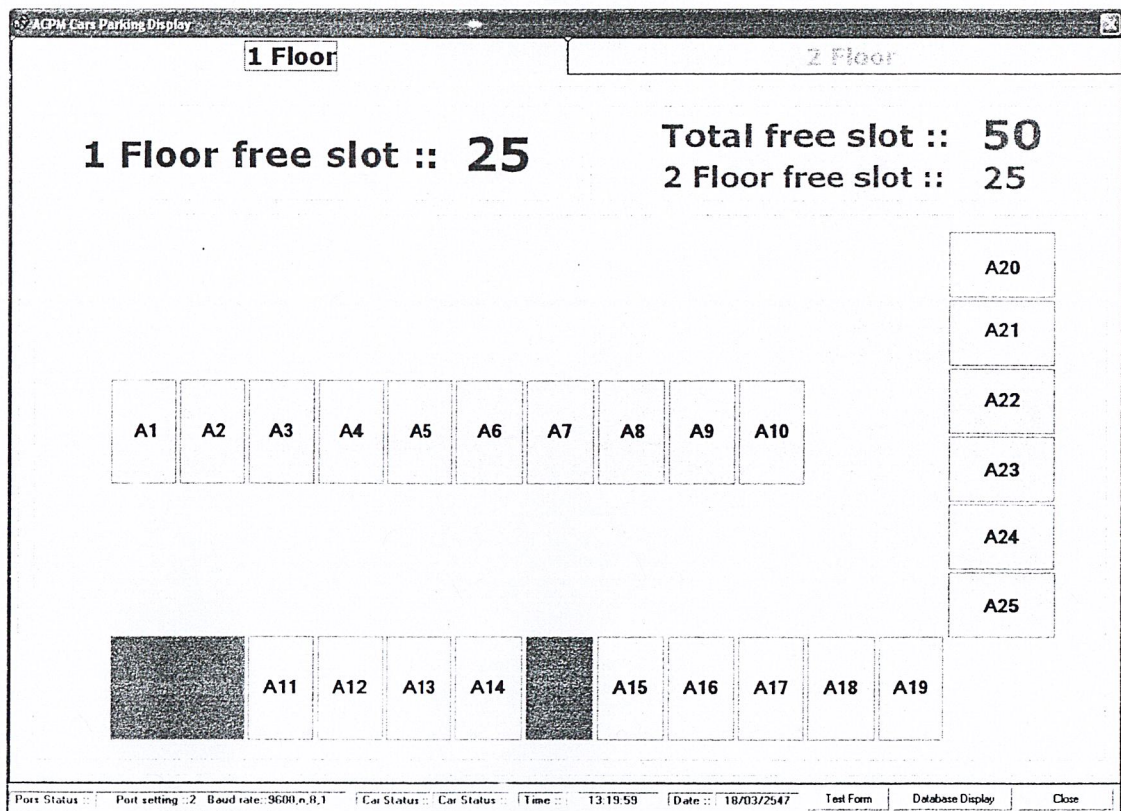 ACPM Cars Parking Display
1 Floor
2 Floor
1 Floor free slot :: 25
Total free slot :: 50
2 Floor free slot :: 25
A20
A21
A22
A23
A24
A25
A1 A2 A3 A4 A5 A6 A7 A8 A9 A10
A11 A12 A13 A14 A15 A16 A17 A18 A19
Port Status :: Port setting ::2 Baud rate::9600,n,8,1 Car Status :: Car Status :: Time :: 13:19:59 Date :: 18/03/2547 Test Form Database Display Close